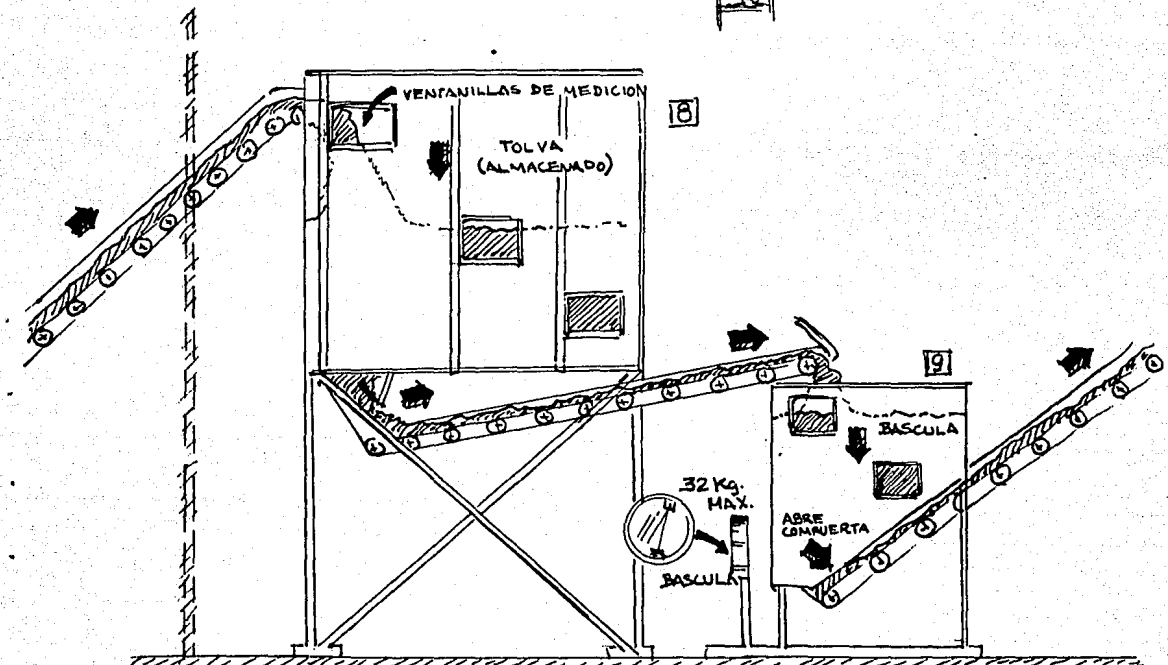 VENTANILLAS DE MEDICION
8
TOLVA
(ALMACENADO)
9
BASCULA
32 Kg.
MAX.
ABRE
COMPUERTA
BASCULA